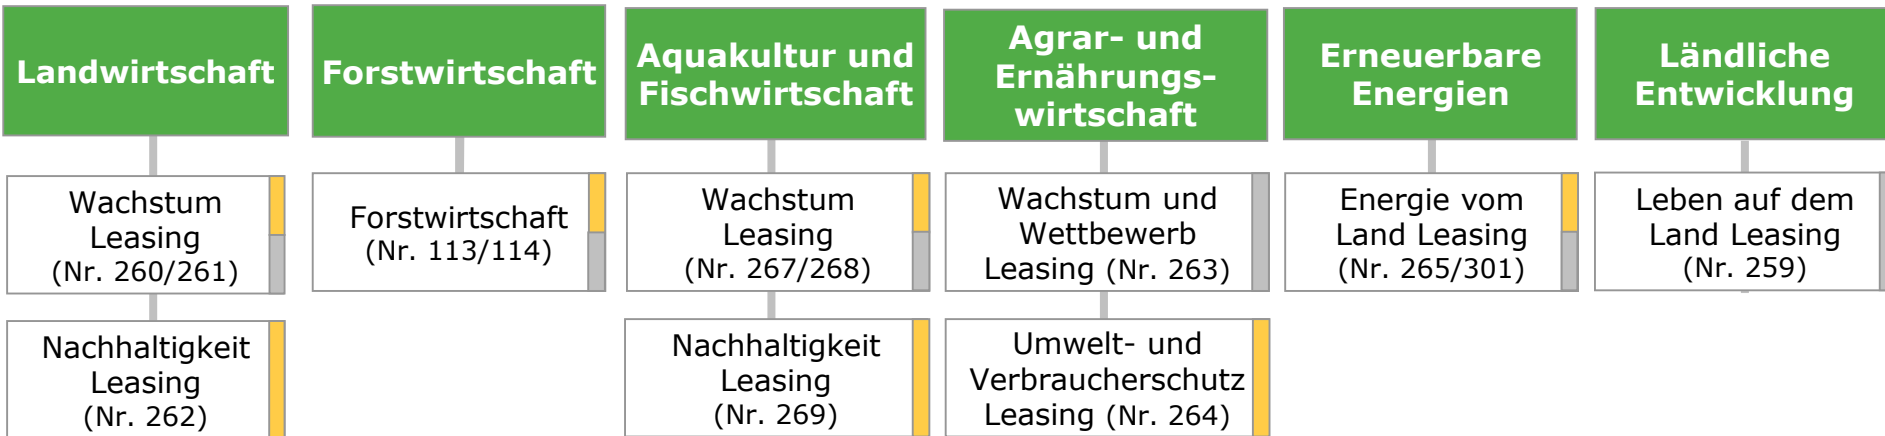 Landwirtschaft
Forstwirtschaft
Aquakultur und
Fischwirtschaft
Agrar- und
Ernährungs-
wirtschaft
Erneuerbare
Energien
Ländliche
Entwicklung
Wachstum
Leasing
(Nr. 260/261)
Forstwirtschaft
(Nr. 113/114)
Wachstum
Leasing
(Nr. 267/268)
Wachstum und
Wettbewerb
Leasing (Nr. 263)
Energie vom
Land Leasing
(Nr. 265/301)
Leben auf dem
Land Leasing
(Nr. 259)
Nachhaltigkeit
Leasing
(Nr. 262)
Nachhaltigkeit
Leasing
(Nr. 269)
Umwelt- und
Verbraucherschutz
Leasing (Nr. 264)